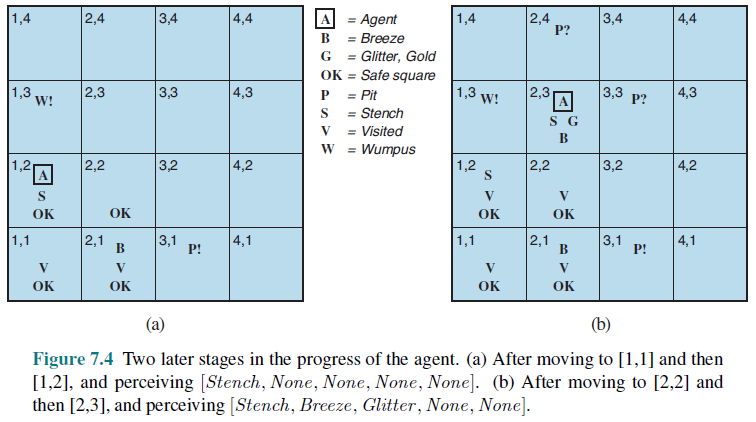 1,4 2,4 3,4 4,4
1,3 W! 2,3 3,3 4,3
1,2 A 2,2 3,2 4,2
S
OK OK
1,1 2,1 B 3,1 P! 4,1
V V
OK OK
(a)
A = Agent
B = Breeze
G = Glitter, Gold
OK = Safe square
P = Pit
S = Stench
V = Visited
W = Wumpus
1,4 2,4 P? 3,4 4,4
1,3 W! 2,3 A 3,3 P? 4,3
S G
B
1,2 S 2,2 3,2 4,2
V V
OK OK
1,1 2,1 B 3,1 P! 4,1
V V
OK OK
(b)
Figure 7.4 Two later stages in the progress of the agent. (a) After moving to [1,1] and then
[1,2], and perceiving [Stench, None, None, None, None]. (b) After moving to [2,2] and
then [2,3], and perceiving [Stench, Breeze, Glitter, None, None].